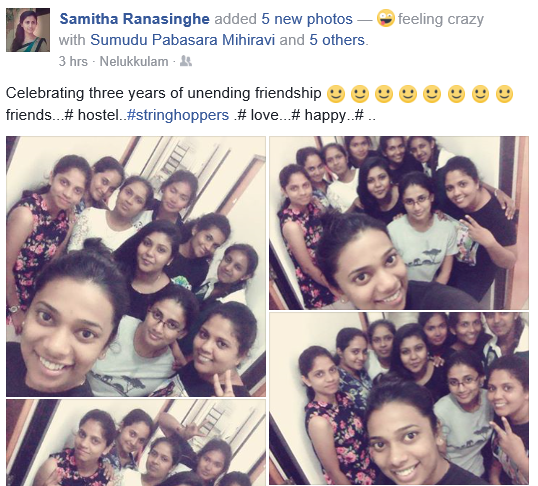 Samitha Ranasinghe added 5 new photos — 🤪 feeling crazy
with Sumudu Pabasara Mihiravi and 5 others.
3 hrs · Nelukkulam ·
Celebrating three years of unending friendship 🙂 🙂 🙂 🙂 🙂 🙂 🙂 🙂
friends...# hostel..#stringhoppers .# love...# happy..# ..